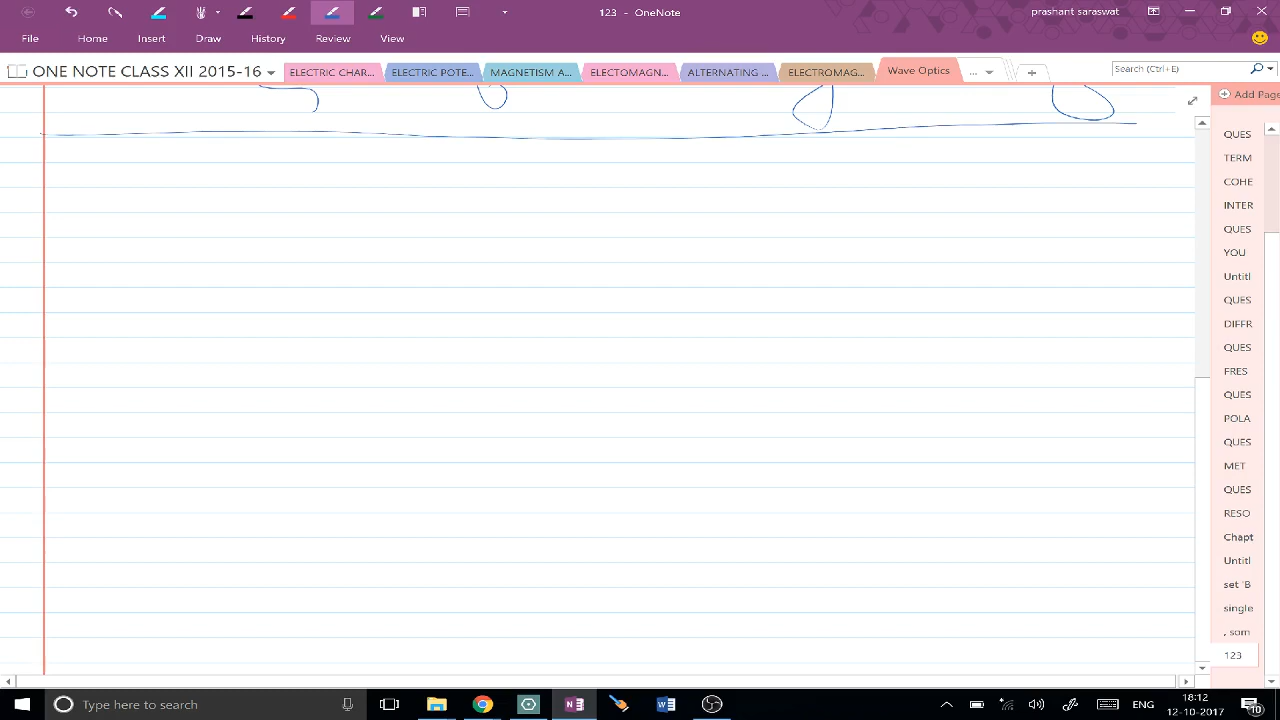 123 - OneNote
prashant saraswat
File Home Insert Draw History Review View
ONE NOTE CLASS XII 2015-16
ELECTRIC CHAR... ELECTRIC POTE... MAGNETISM A... ELECTOMAGN... ALTERNATING ... ELECTROMAG... Wave Optics ...
Search (Ctrl+E)
Add Page
QUES
TERM
COHE
INTER
QUES
YOU
Untitl
QUES
DIFFR
QUES
FRES
QUES
POLA
QUES
MET
QUES
RESO
Chapt
Untitl
set 'B
single
, som
123
Type here to search
ENG
18:12
12-10-2017
10